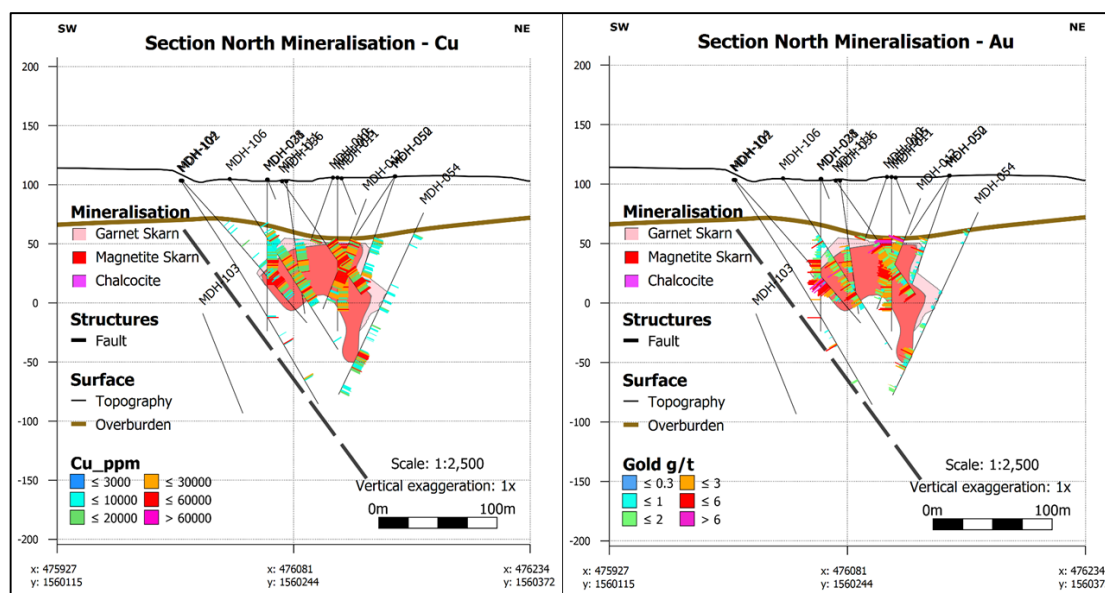 SW
NE
Section North Mineralisation - Cu
200
150
100
50
0
-50
-100
-150
-200
MDH-106
MDH-012
MDH-054
MDH-103
Mineralisation
Garnet Skarn
Magnetite Skarn
Chalcocite
Structures
Fault
Surface
Topography
Overburden
Cu_ppm
≤ 3000
≤ 10000
≤ 20000
≤ 30000
≤ 60000
> 60000
Scale: 1:2,500
Vertical exaggeration: 1x
0m
100m
x: 475927
y: 1560115
x: 476081
y: 1560244
x: 476234
y: 1560372
SW
NE
Section North Mineralisation - Au
200
150
100
50
0
-50
-100
-150
-200
MDH-106
MDH-012
MDH-054
MDH-103
Mineralisation
Garnet Skarn
Magnetite Skarn
Chalcocite
Structures
Fault
Surface
Topography
Overburden
Gold g/t
≤ 0.3
≤ 1
≤ 2
≤ 3
≤ 6
> 6
Scale: 1:2,500
Vertical exaggeration: 1x
0m
100m
x: 475927
y: 1560115
x: 476081
y: 1560244
x: 476234